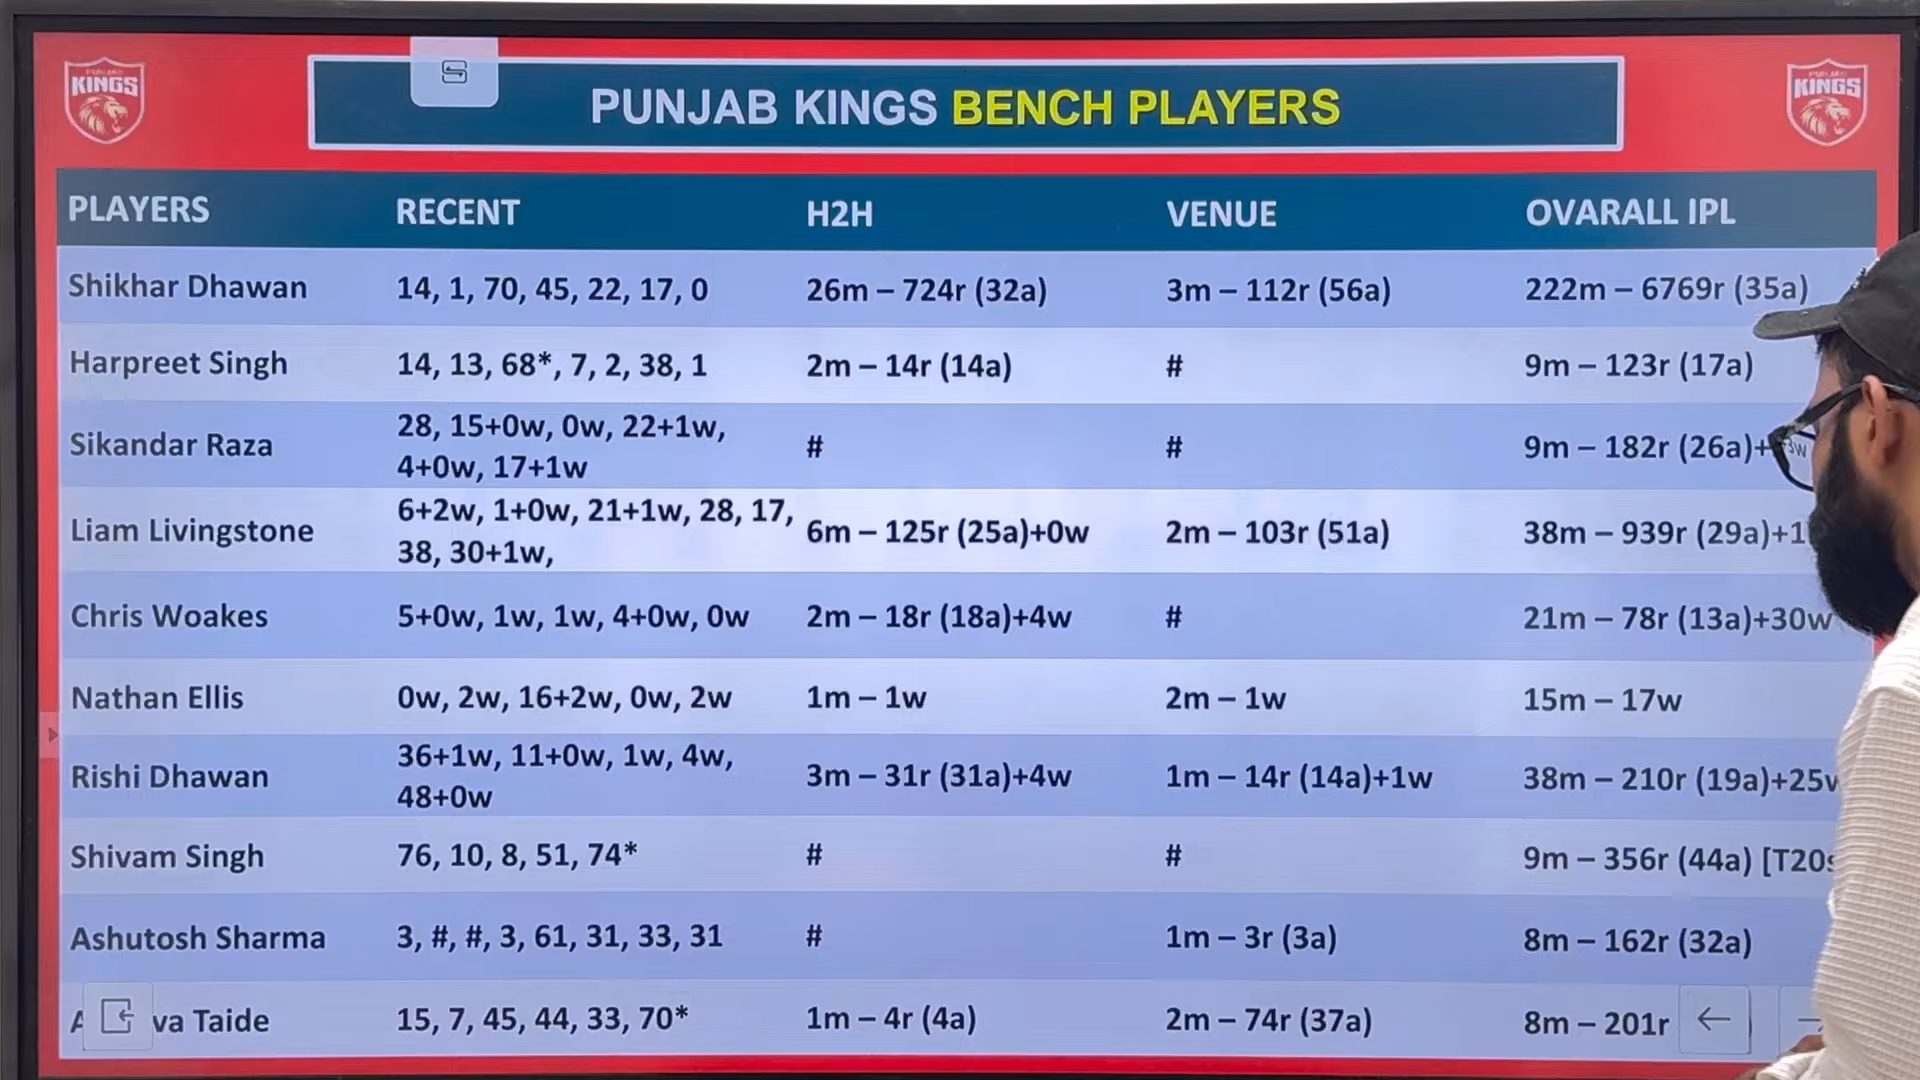 PUNJAB
KINGS
PUNJAB KINGS BENCH PLAYERS
PUNJAB
KINGS
PLAYERS RECENT H2H VENUE OVARALL IPL
Shikhar Dhawan 14, 1, 70, 45, 22, 17, 0 26m – 724r (32a) 3m – 112r (56a) 222m – 6769r (35a)
Harpreet Singh 14, 13, 68*, 7, 2, 38, 1 2m – 14r (14a) # 9m – 123r (17a)
Sikandar Raza 28, 15+0w, 0w, 22+1w,
4+0w, 17+1w # # 9m – 182r (26a)+3w
Liam Livingstone 6+2w, 1+0w, 21+1w, 28, 17,
38, 30+1w, 6m – 125r (25a)+0w 2m – 103r (51a) 38m – 939r (29a)+1
Chris Woakes 5+0w, 1w, 1w, 4+0w, 0w 2m – 18r (18a)+4w # 21m – 78r (13a)+30w
Nathan Ellis 0w, 2w, 16+2w, 0w, 2w 1m – 1w 2m – 1w 15m – 17w
Rishi Dhawan 36+1w, 11+0w, 1w, 4w,
48+0w 3m – 31r (31a)+4w 1m – 14r (14a)+1w 38m – 210r (19a)+25w
Shivam Singh 76, 10, 8, 51, 74* # # 9m – 356r (44a) [T20s
Ashutosh Sharma 3, #, #, 3, 61, 31, 33, 31 # 1m – 3r (3a) 8m – 162r (32a)
va Taide 15, 7, 45, 44, 33, 70* 1m – 4r (4a) 2m – 74r (37a) 8m – 201r